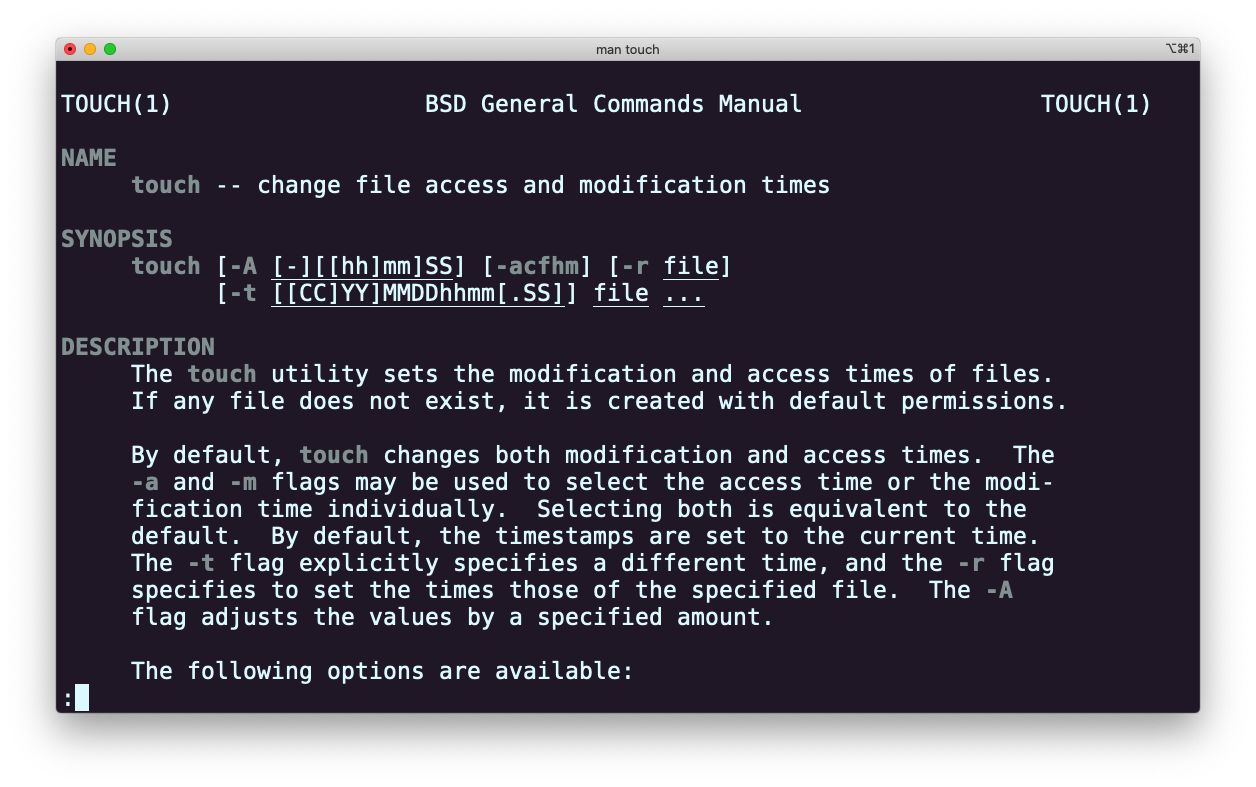 man touch
⌥⌘1
TOUCH(1) BSD General Commands Manual TOUCH(1)
NAME
touch -- change file access and modification times
SYNOPSIS
touch [-A [-][[hh]mm]SS] [-acfhm] [-r file]
[-t [[CC]YY]MMDDhhmm[.SS]] file ...
DESCRIPTION
The touch utility sets the modification and access times of files.
If any file does not exist, it is created with default permissions.
By default, touch changes both modification and access times.  The
-a and -m flags may be used to select the access time or the modi-
fication time individually.  Selecting both is equivalent to the
default.  By default, the timestamps are set to the current time.
The -t flag explicitly specifies a different time, and the -r flag
specifies to set the times those of the specified file.  The -A
flag adjusts the values by a specified amount.
The following options are available:
: